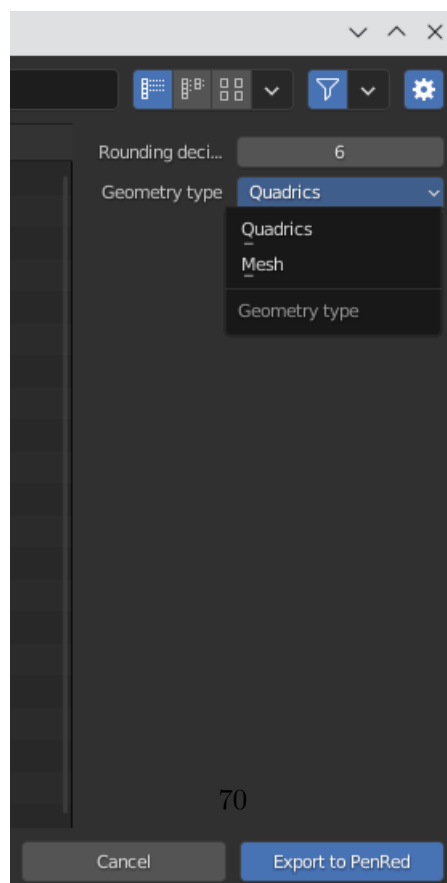 Rounding deci...
6
Geometry type
Quadrics
Quadrics
Mesh
Geometry type
70
Cancel
Export to PenRed